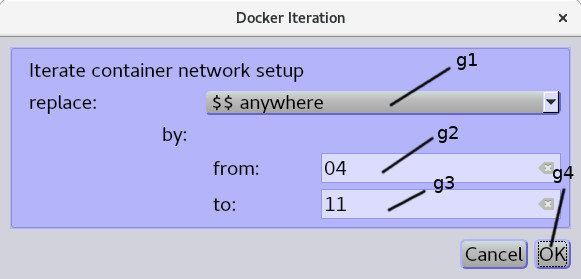 Docker Iteration
Iterate container network setup
g1
replace: $$ anywhere
by:
g2
from: 04
g4
g3
to: 11
Cancel OK